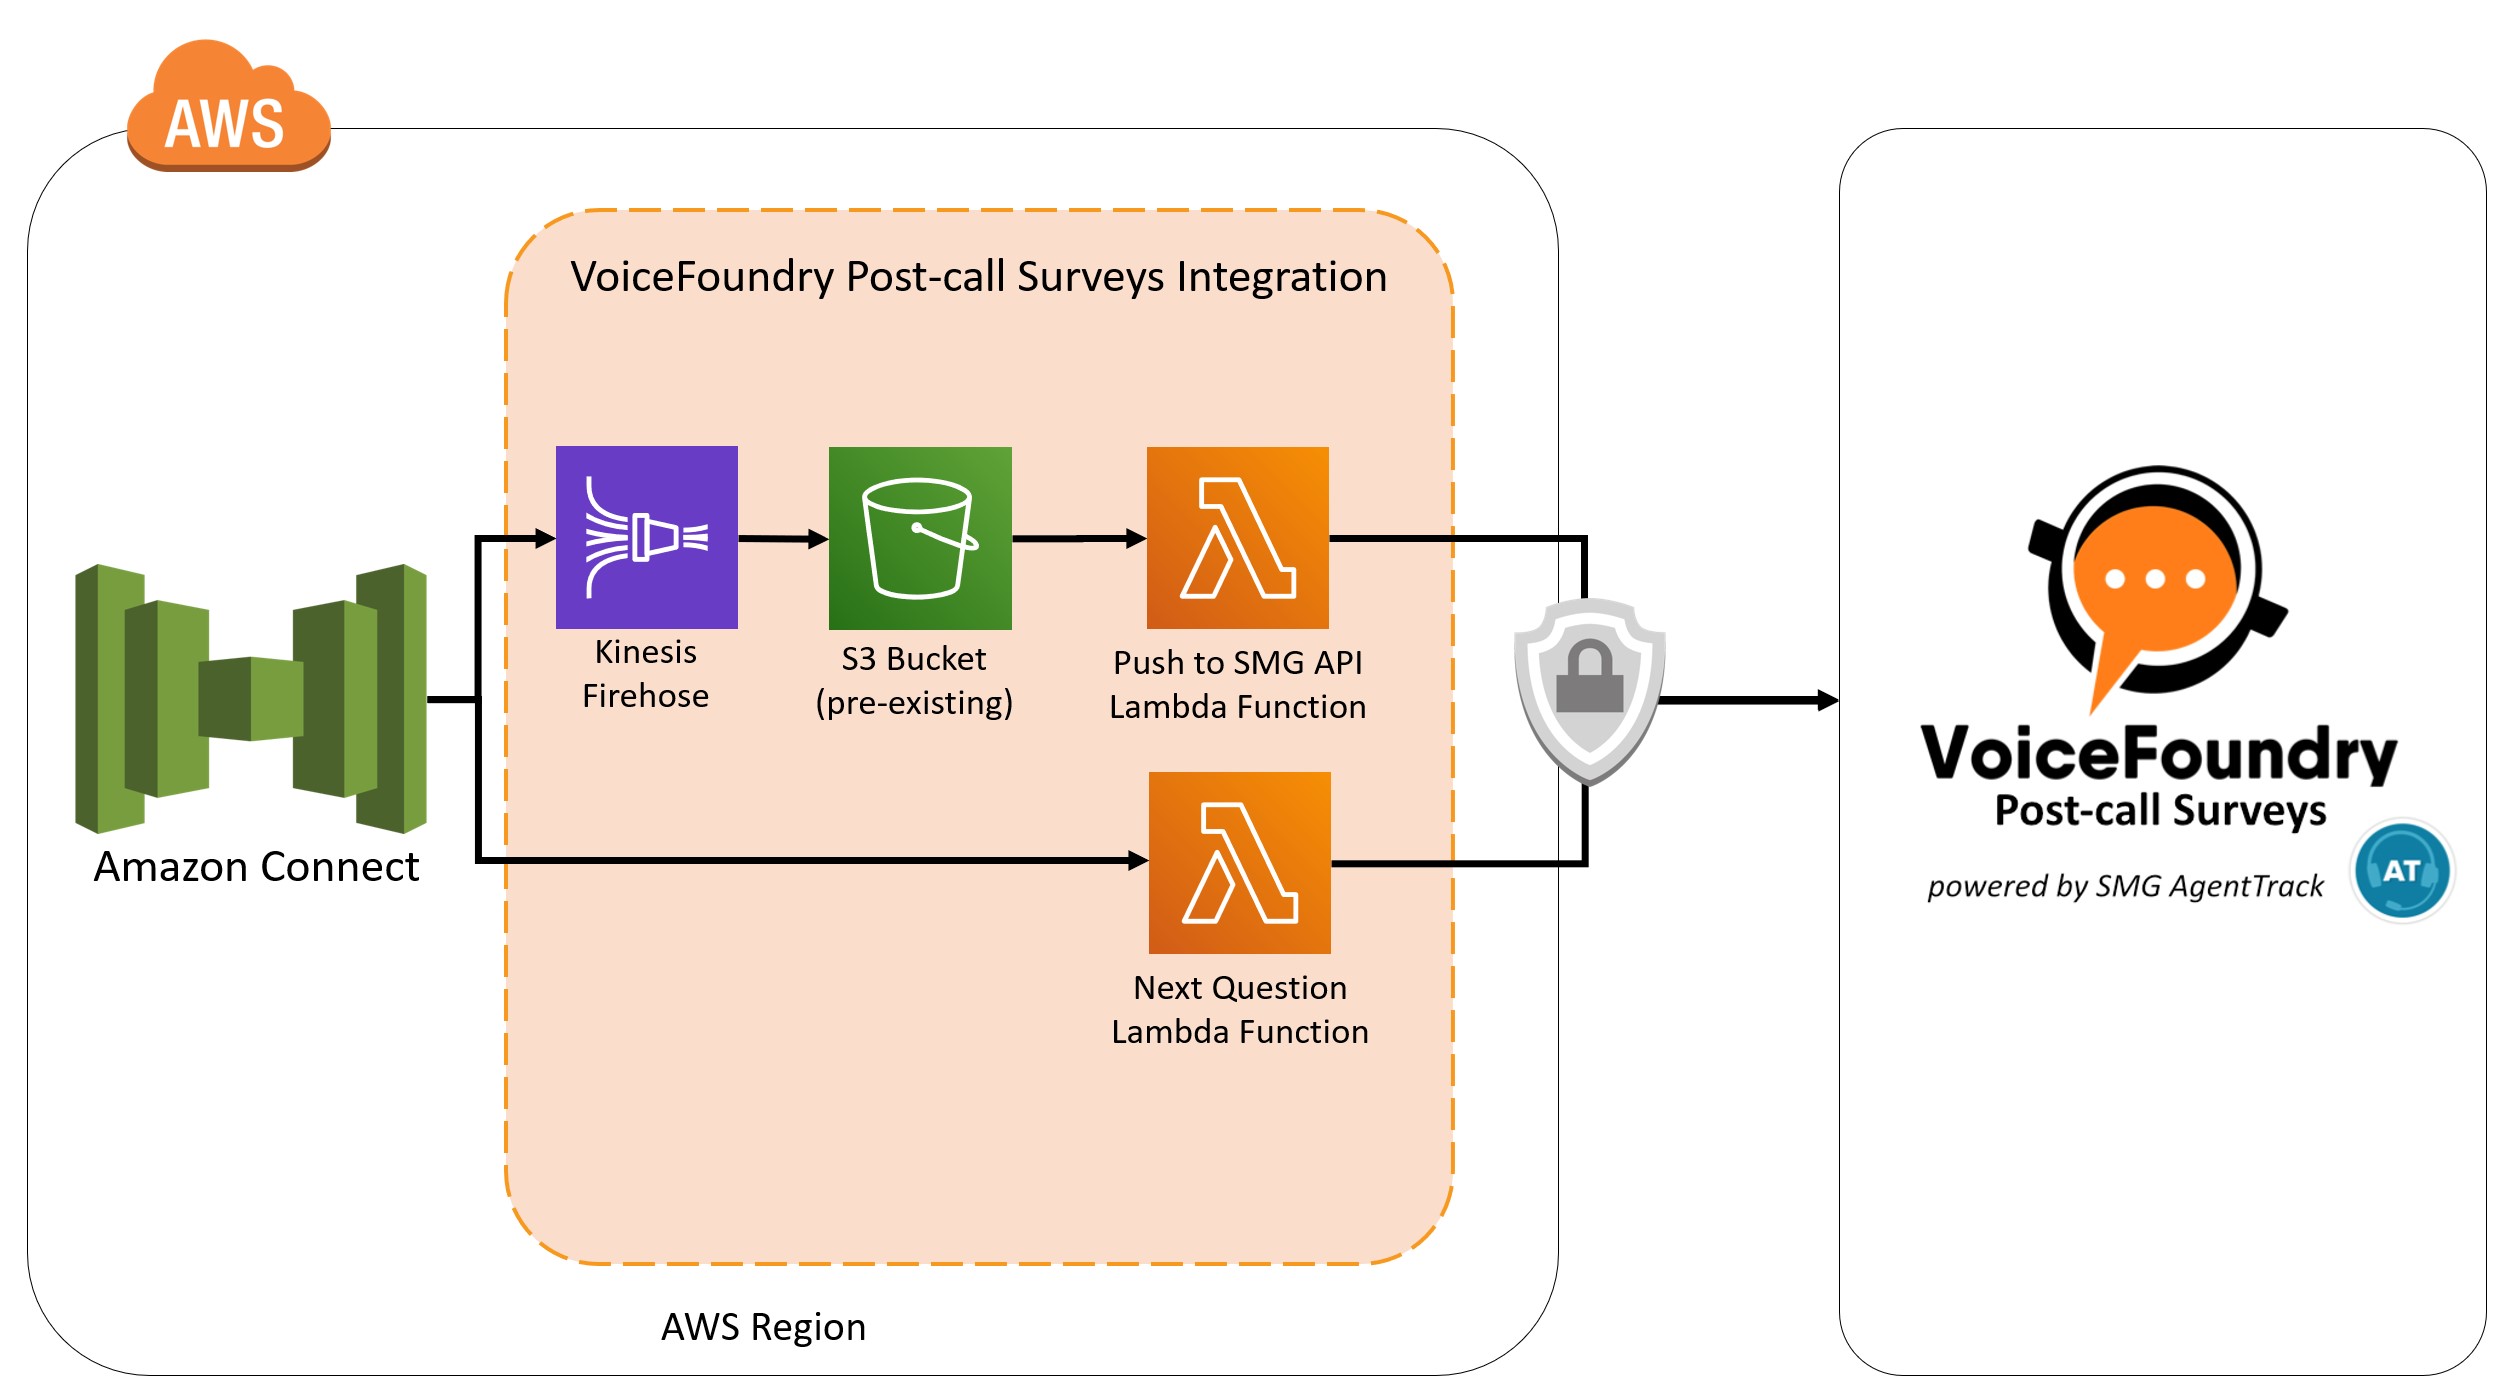 AWS
VoiceFoundry Post-call Surveys Integration
Kinesis
Firehose
S3 Bucket
(pre-existing)
Push to SMG API
Lambda Function
Amazon Connect
Next Question
Lambda Function
AWS Region
VoiceFoundry
Post-call Surveys
powered by SMG AgentTrack
AT